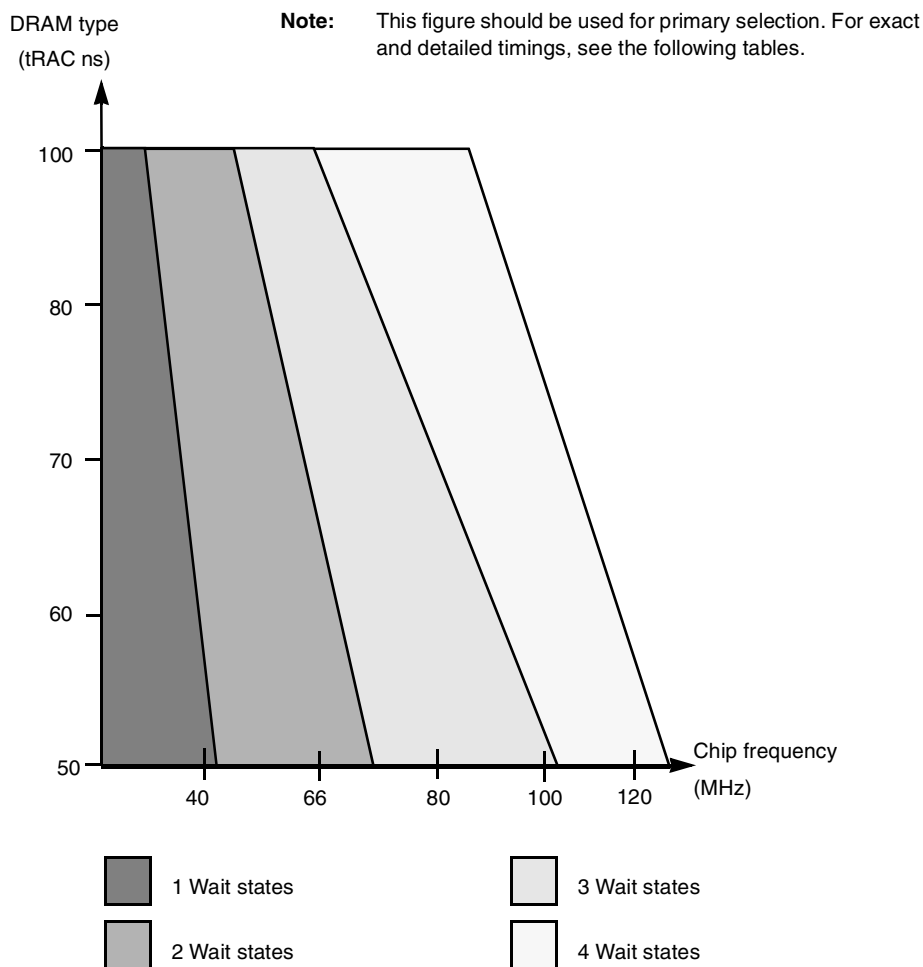 DRAM type
(tRAC ns)
Note: This figure should be used for primary selection. For exact
and detailed timings, see the following tables.
100
80
70
60
50
40
66
80
100
120
Chip frequency
(MHz)
1 Wait states
3 Wait states
2 Wait states
4 Wait states